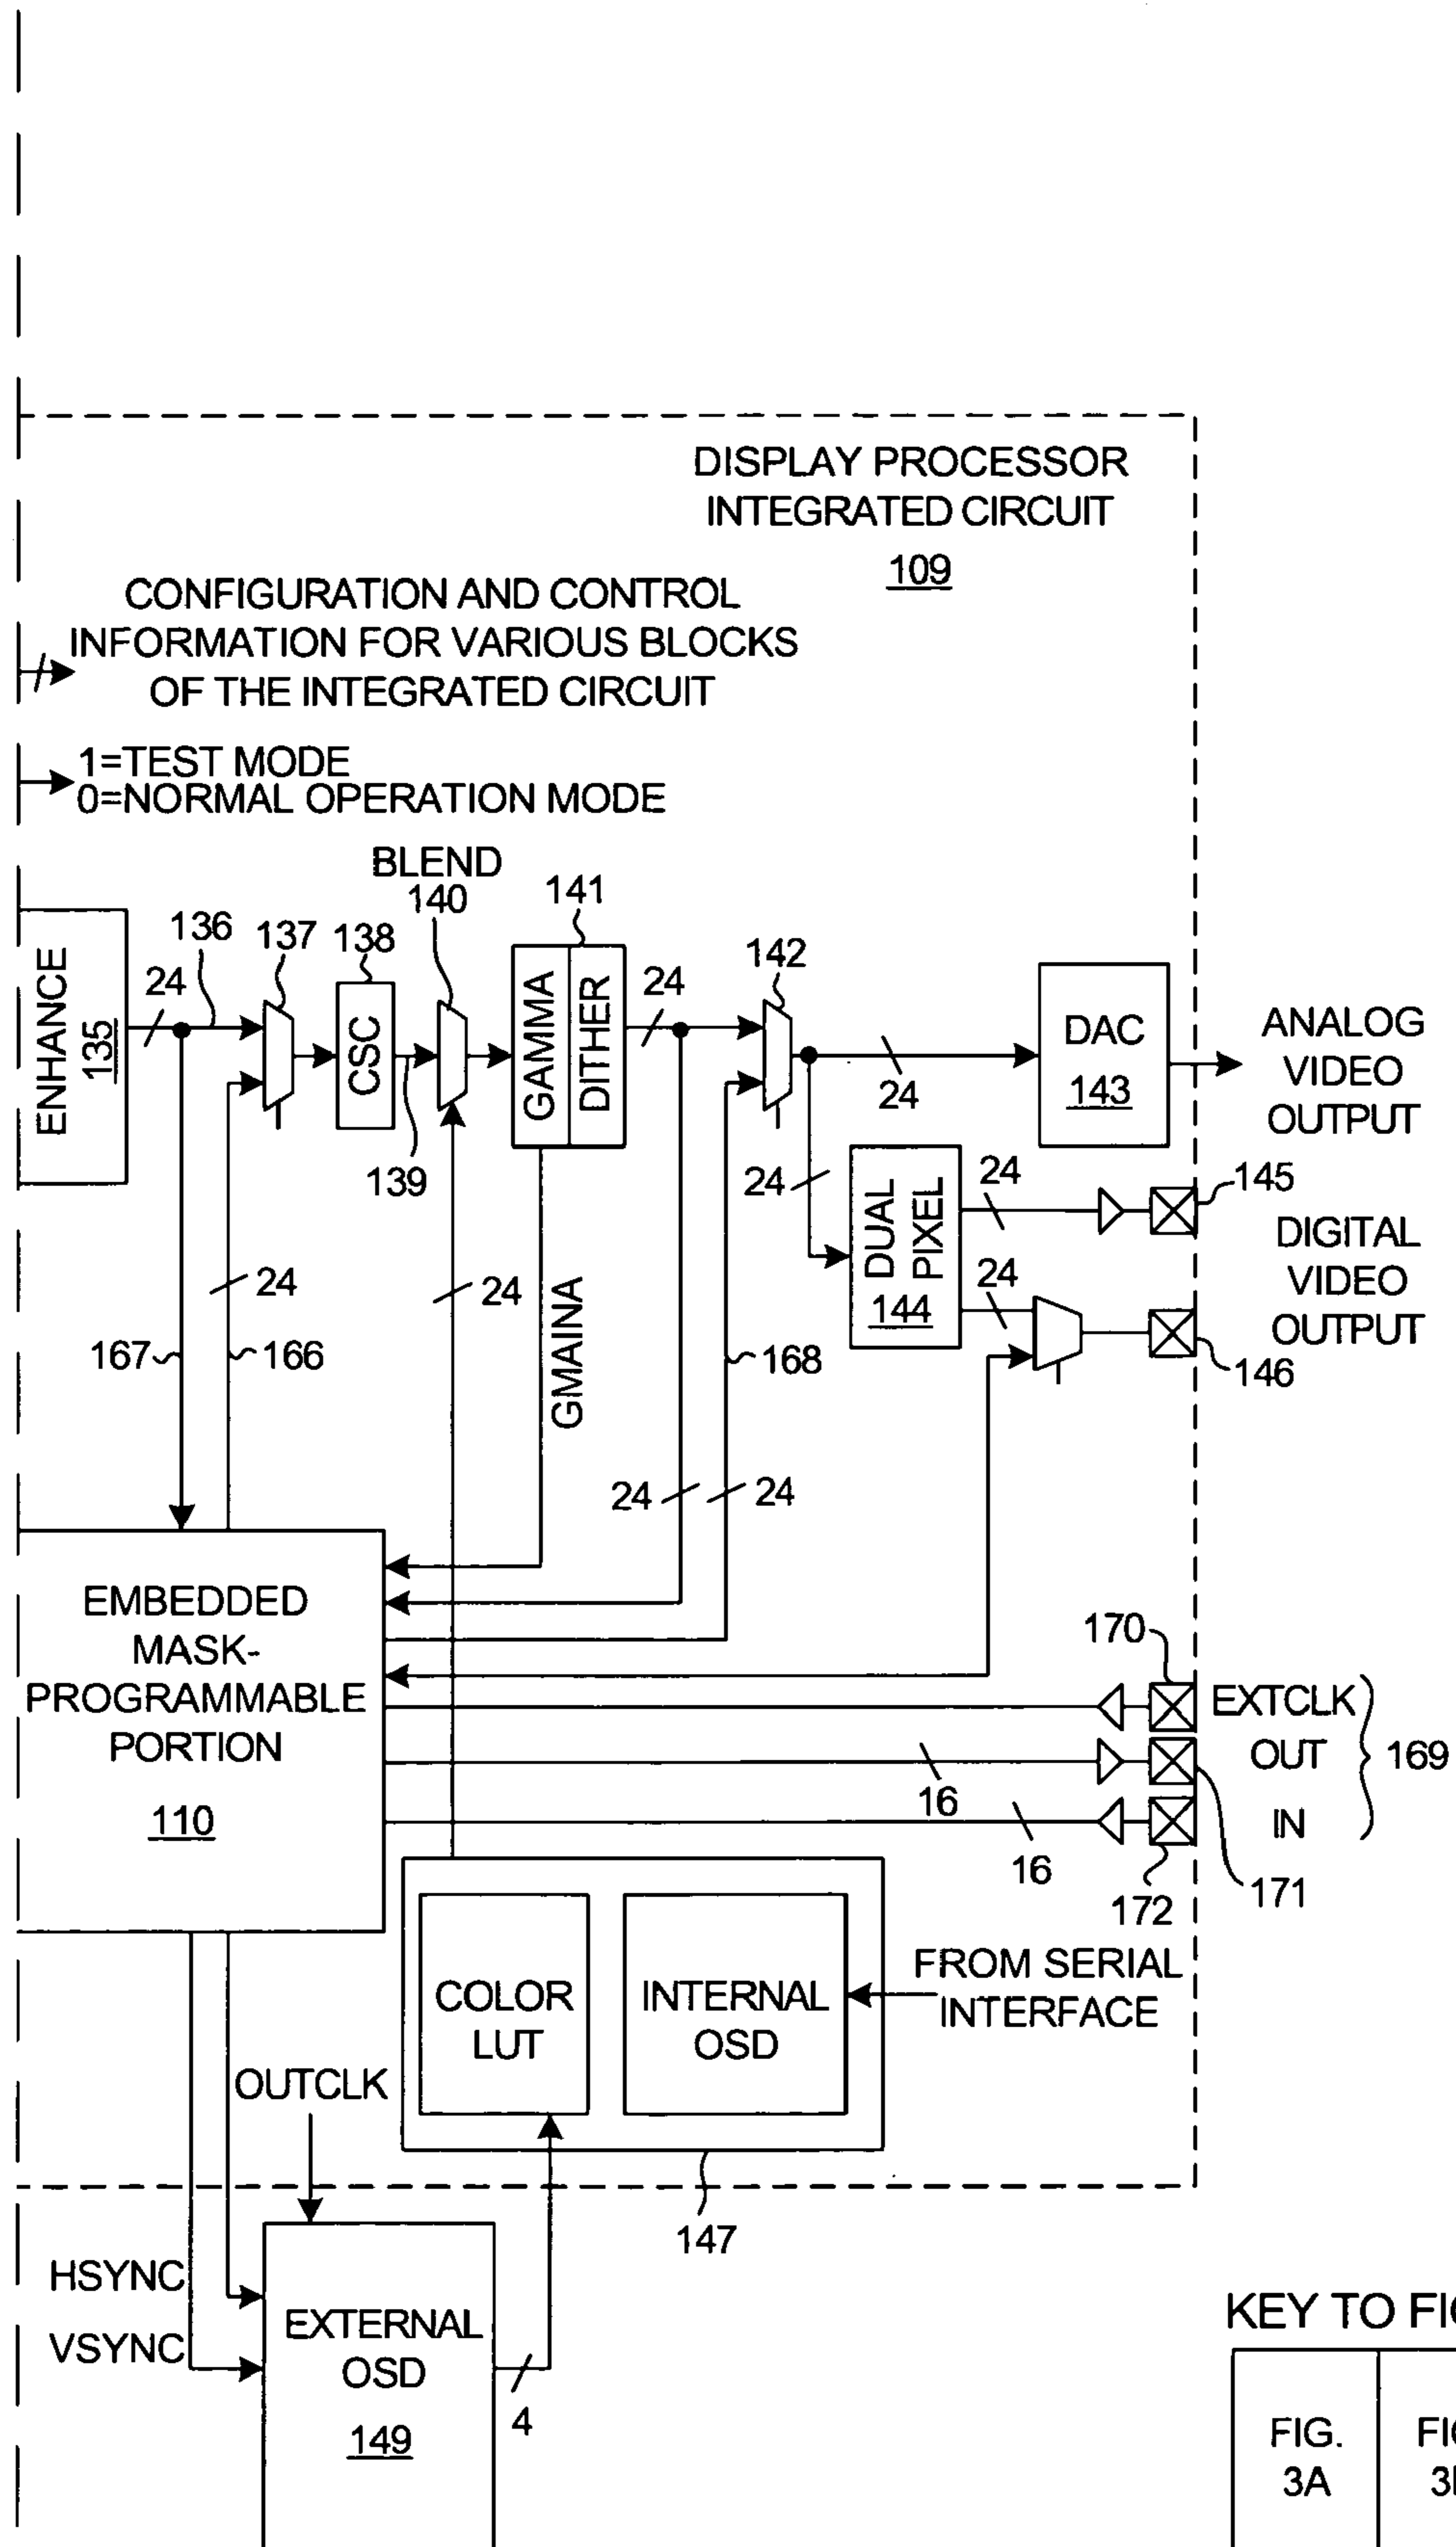 DISPLAY PROCESSOR
INTEGRATED CIRCUIT
109
CONFIGURATION AND CONTROL
INFORMATION FOR VARIOUS BLOCKS
OF THE INTEGRATED CIRCUIT
1=TEST MODE
0=NORMAL OPERATION MODE
BLEND
140
141
136
137
138
142
ENHANCE
135
24
CSC
139
GAMMA
DITHER
24
24
DAC
143
ANALOG
VIDEO
OUTPUT
24
DUAL
PIXEL
144
24
24
145
DIGITAL
VIDEO
OUTPUT
146
167
24
166
24
GMAINA
168
24
24
EMBEDDED
MASK-
PROGRAMMABLE
PORTION
110
170
EXTCLK
OUT
IN
169
16
16
171
172
COLOR
LUT
INTERNAL
OSD
FROM SERIAL
INTERFACE
OUTCLK
147
HSYNC
VSYNC
EXTERNAL
OSD
149
4
KEY TO FIG
FIG.
3A